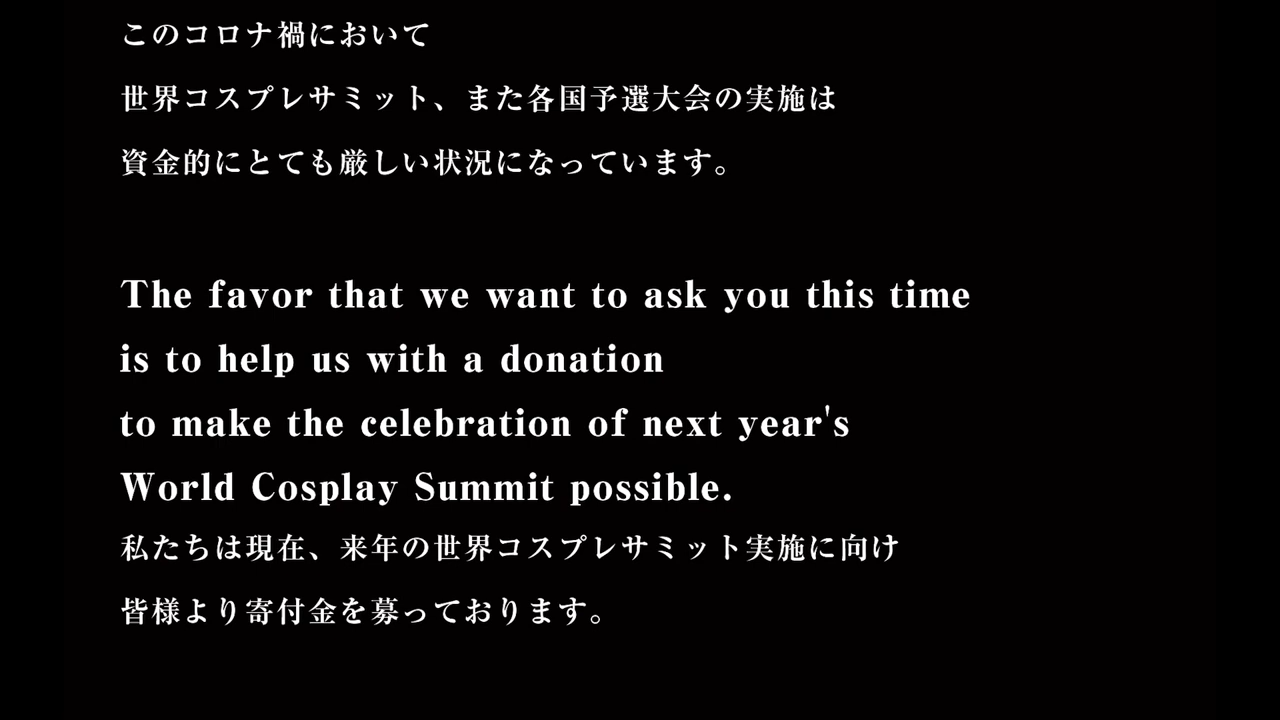 このコロナ禍において
世界コスプレサミット、また各国予選大会の実施は
資金的にとても厳しい状況になっています。
The favor that we want to ask you this time
is to help us with a donation
to make the celebration of next year's
World Cosplay Summit possible.
私たちは現在、来年の世界コスプレサミット実施に向け
皆様より寄付金を募っております。